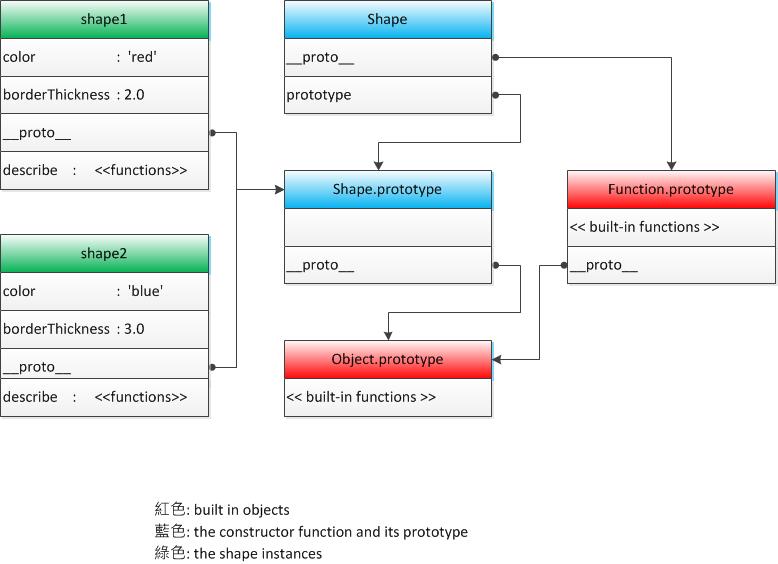 shape1
color : 'red'
borderThickness : 2.0
__proto__
describe : <<functions>>
shape2
color : 'blue'
borderThickness : 3.0
__proto__
describe : <<functions>>
Shape
__proto__
prototype
Shape.prototype
__proto__
Object.prototype
<< built-in functions >>
Function.prototype
<< built-in functions >>
__proto__
紅色: built in objects
藍色: the constructor function and its prototype
綠色: the shape instances